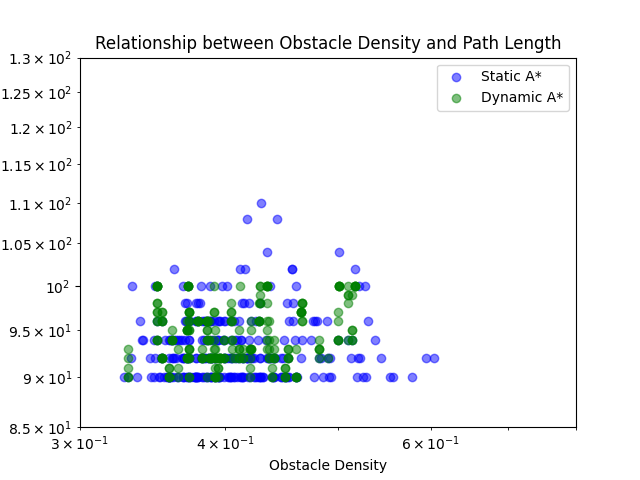 Relationship between Obstacle Density and Path Length
1.3 × 10²
1.25 × 10²
1.2 × 10²
1.15 × 10²
1.1 × 10²
1.05 × 10²
10²
9.5 × 10¹
9 × 10¹
8.5 × 10¹
Static A*
Dynamic A*
3 × 10⁻¹ 4 × 10⁻¹ 6 × 10⁻¹
Obstacle Density